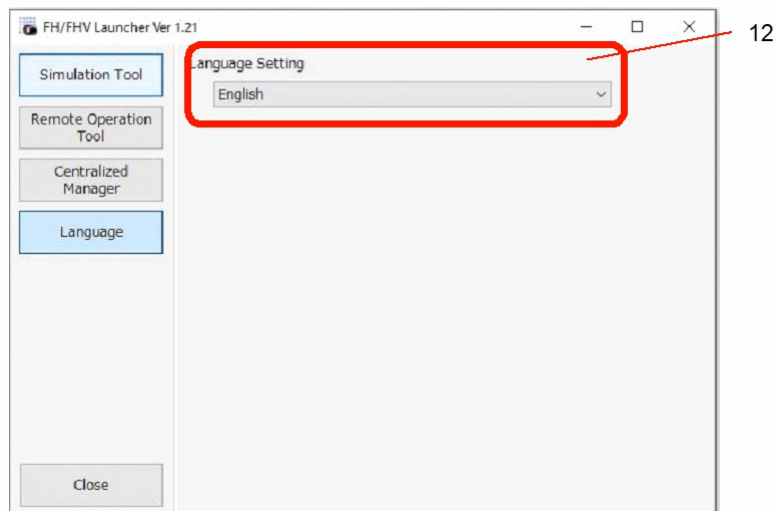 FH/FHV Launcher Ver 1.21
12
Simulation Tool
Language Setting
English
Remote Operation
Tool
Centralized
Manager
Language
Close